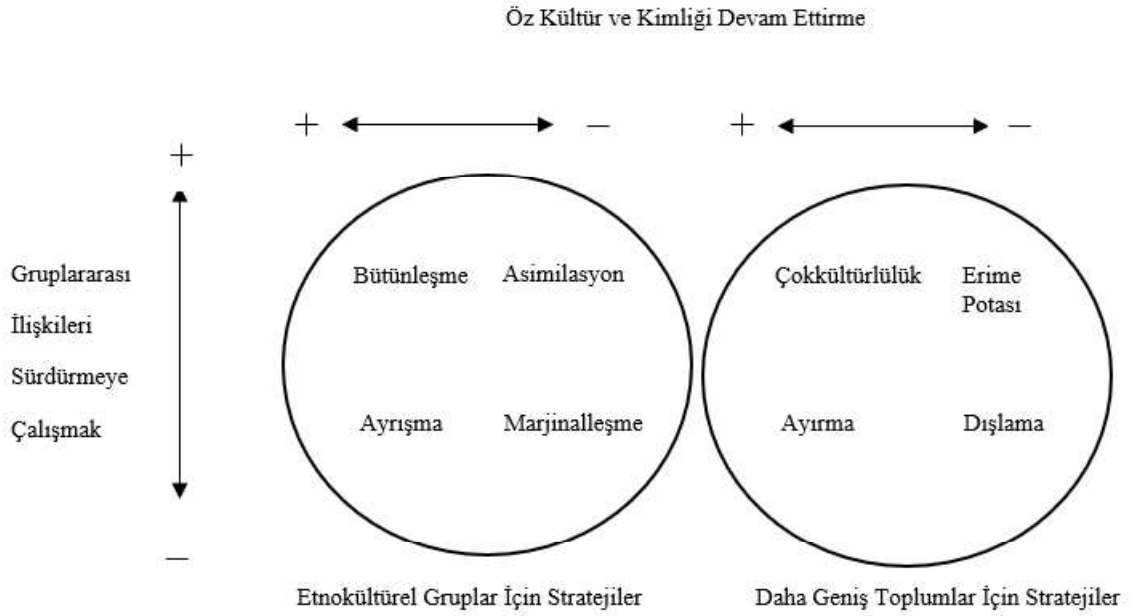 Öz Kültür ve Kimliği Devam Ettirme
+ – + –
+
Gruplararası
İlişkileri
Sürdürmeye
Çalışmak
–
Bütünleşme Asimilasyon
Ayrışma Marjinalleşme
Çokkültürlülük Erime
Potası
Ayırma Dışlama
Etnokültürel Gruplar İçin Stratejiler
Daha Geniş Toplumlar İçin Stratejiler